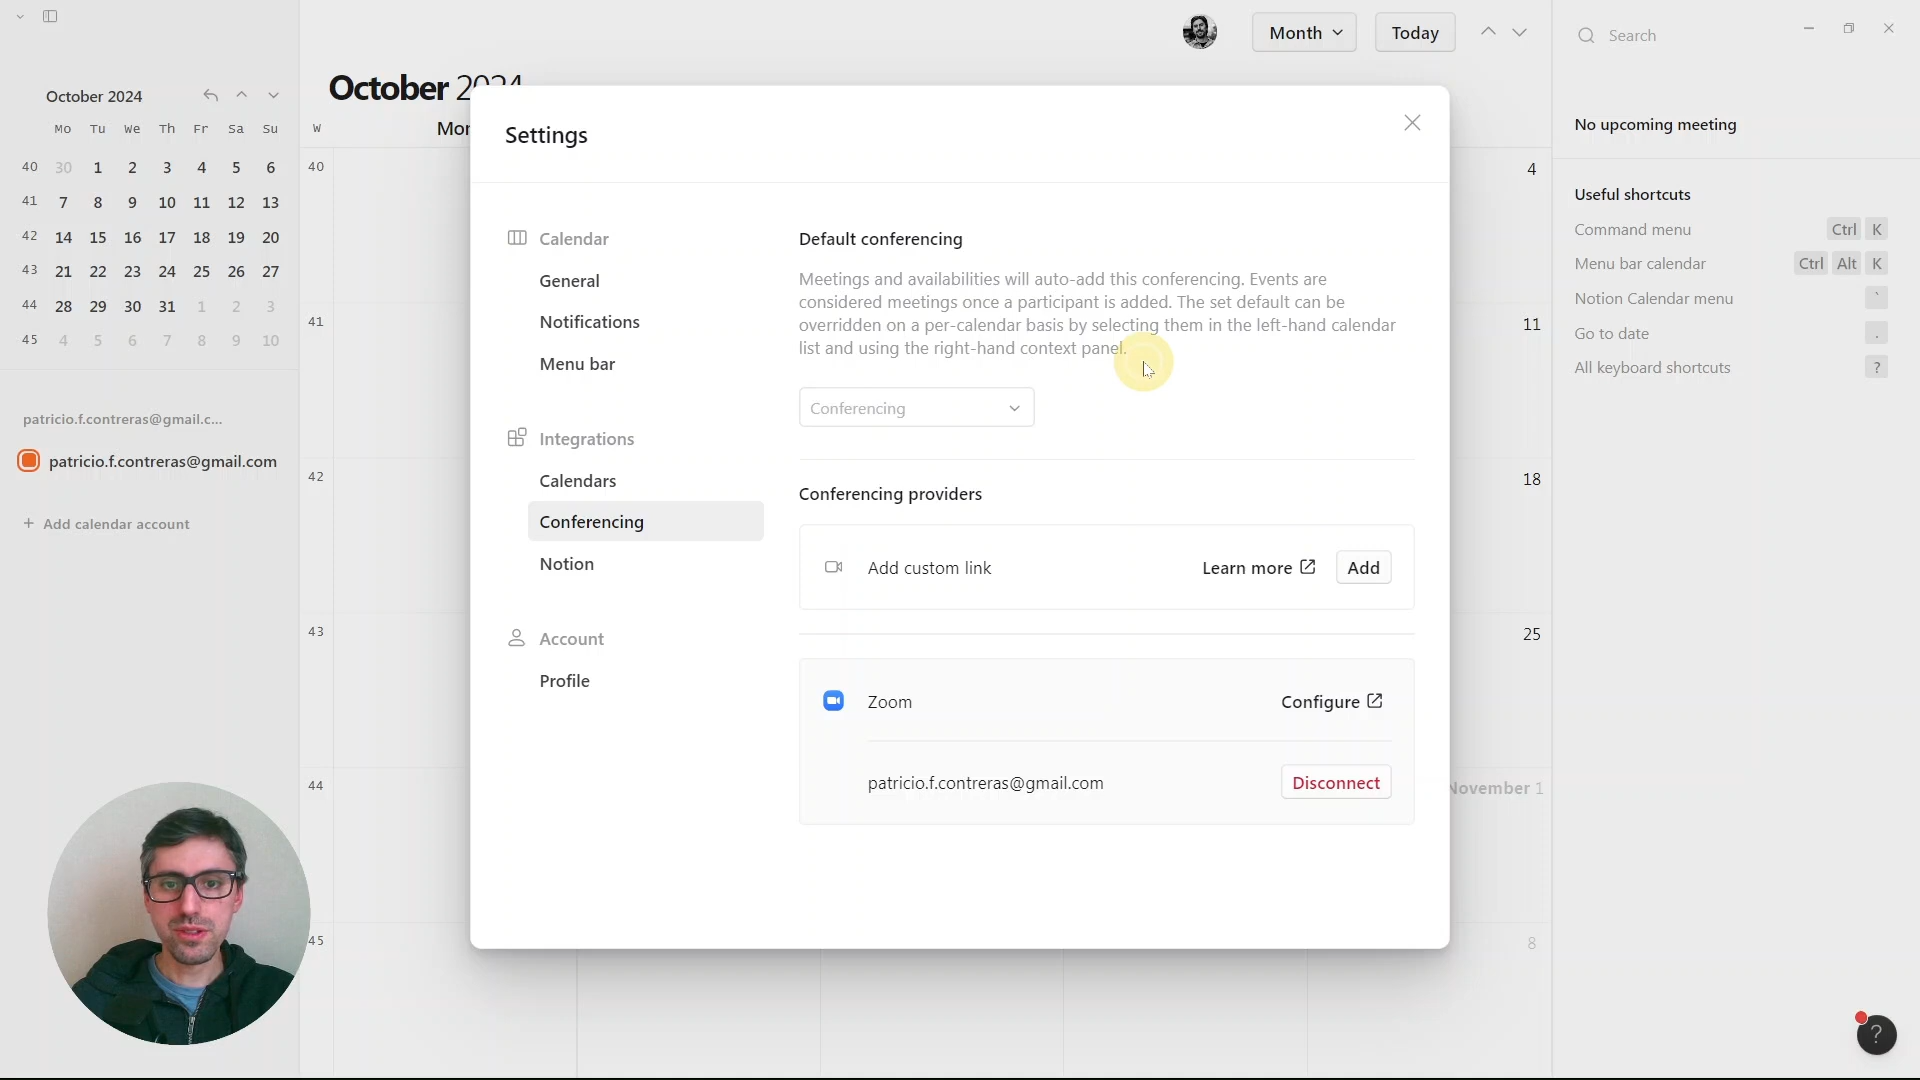 Month
Today
Search
October 2024
Mo Tu We Th Fr Sa Su
40 30 1 2 3 4 5 6
41 7 8 9 10 11 12 13
42 14 15 16 17 18 19 20
43 21 22 23 24 25 26 27
44 28 29 30 31 1 2 3
45 4 5 6 7 8 9 10
patricio.f.contreras@gmail.c...
patricio.f.contreras@gmail.com
+ Add calendar account
October 2024
W
40 4
41 11
42 18
43 25
44
45 8
Settings
Calendar
General
Notifications
Menu bar
Integrations
Calendars
Conferencing
Notion
Account
Profile
Default conferencing
Meetings and availabilities will auto-add this conferencing. Events are
considered meetings once a participant is added. The set default can be
overridden on a per-calendar basis by selecting them in the left-hand calendar
list and using the right-hand context panel.
Conferencing
Conferencing providers
Add custom link
Learn more
Add
Zoom
Configure
patricio.f.contreras@gmail.com
Disconnect
No upcoming meeting
Useful shortcuts
Command menu Ctrl K
Menu bar calendar Ctrl Alt K
Notion Calendar menu `
Go to date .
All keyboard shortcuts ?
?